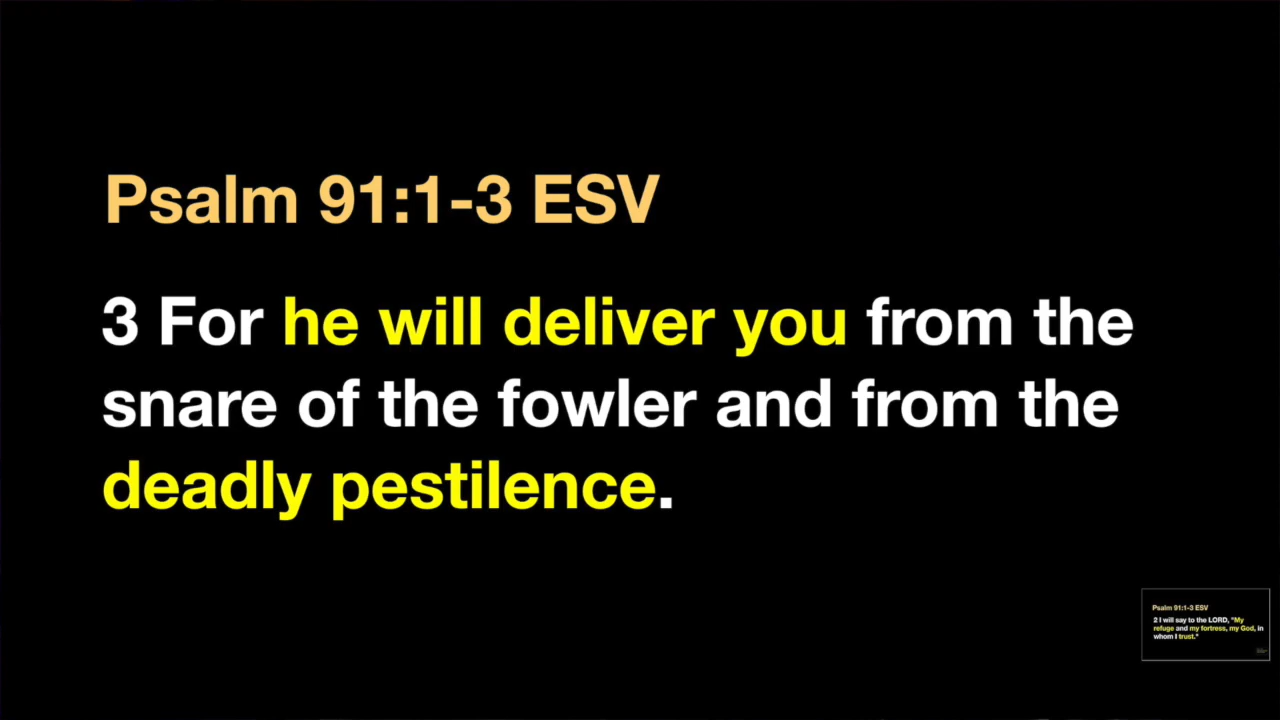 Psalm 91:1-3 ESV
3 For he will deliver you from the
snare of the fowler and from the
deadly pestilence.
Psalm 91:1-3 ESV
2 I will say to the LORD, "My
refuge and my fortress, my God, in
whom I trust."